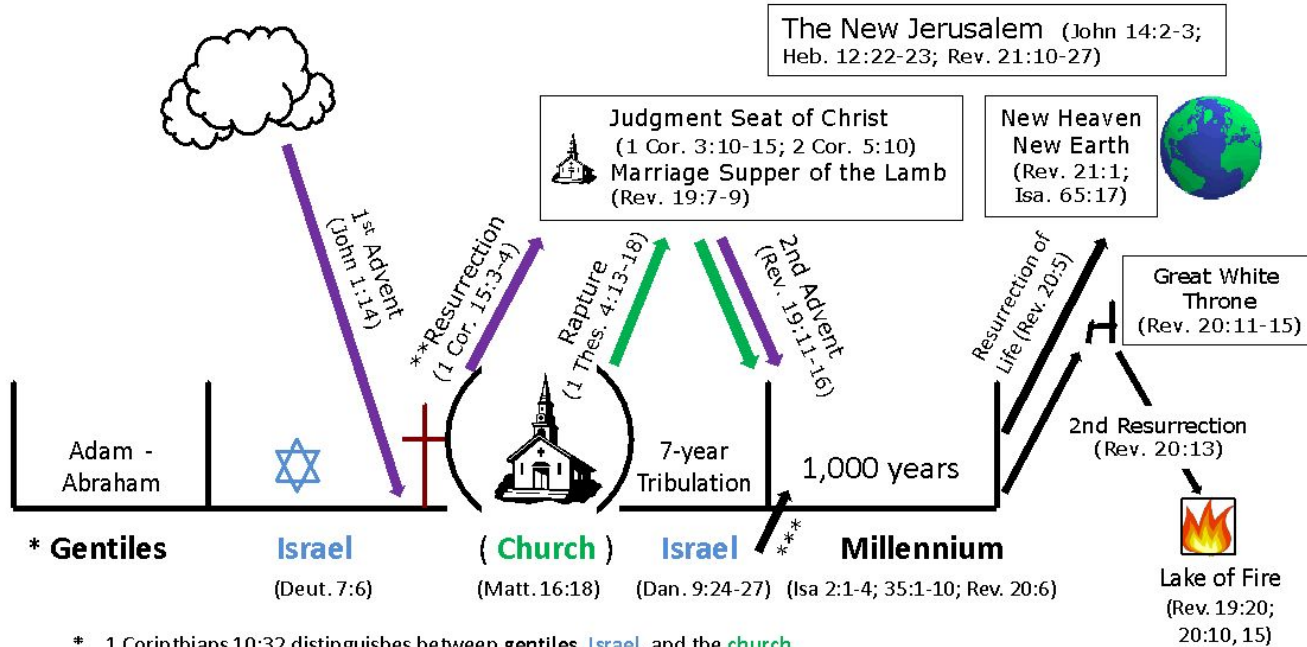 The New Jerusalem (John 14:2-3;
Heb. 12:22-23; Rev. 21:10-27)
Judgment Seat of Christ
(1 Cor. 3:10-15; 2 Cor. 5:10)
Marriage Supper of the Lamb
(Rev. 19:7-9)
New Heaven
New Earth
(Rev. 21:1;
Isa. 65:17)
1st Advent
(John 1:14)
**Resurrection
(1 Cor. 15:3-4)
Rapture
(1 Thes. 4:13-18)
2nd Advent
(Rev. 19:11-16)
Resurrection of
Life (Rev. 20:5)
Great White
Throne
(Rev. 20:11-15)
2nd Resurrection
(Rev. 20:13)
Adam -
Abraham
7-year
Tribulation
1,000 years
* Gentiles
Israel
(Deut. 7:6)
( Church )
(Matt. 16:18)
Israel
(Dan. 9:24-27)
***
Millennium
(Isa 2:1-4; 35:1-10; Rev. 20:6)
Lake of Fire
(Rev. 19:20;
20:10, 15)
* 1 Corinthians 10:32 distinguishes between gentiles, Israel, and the church